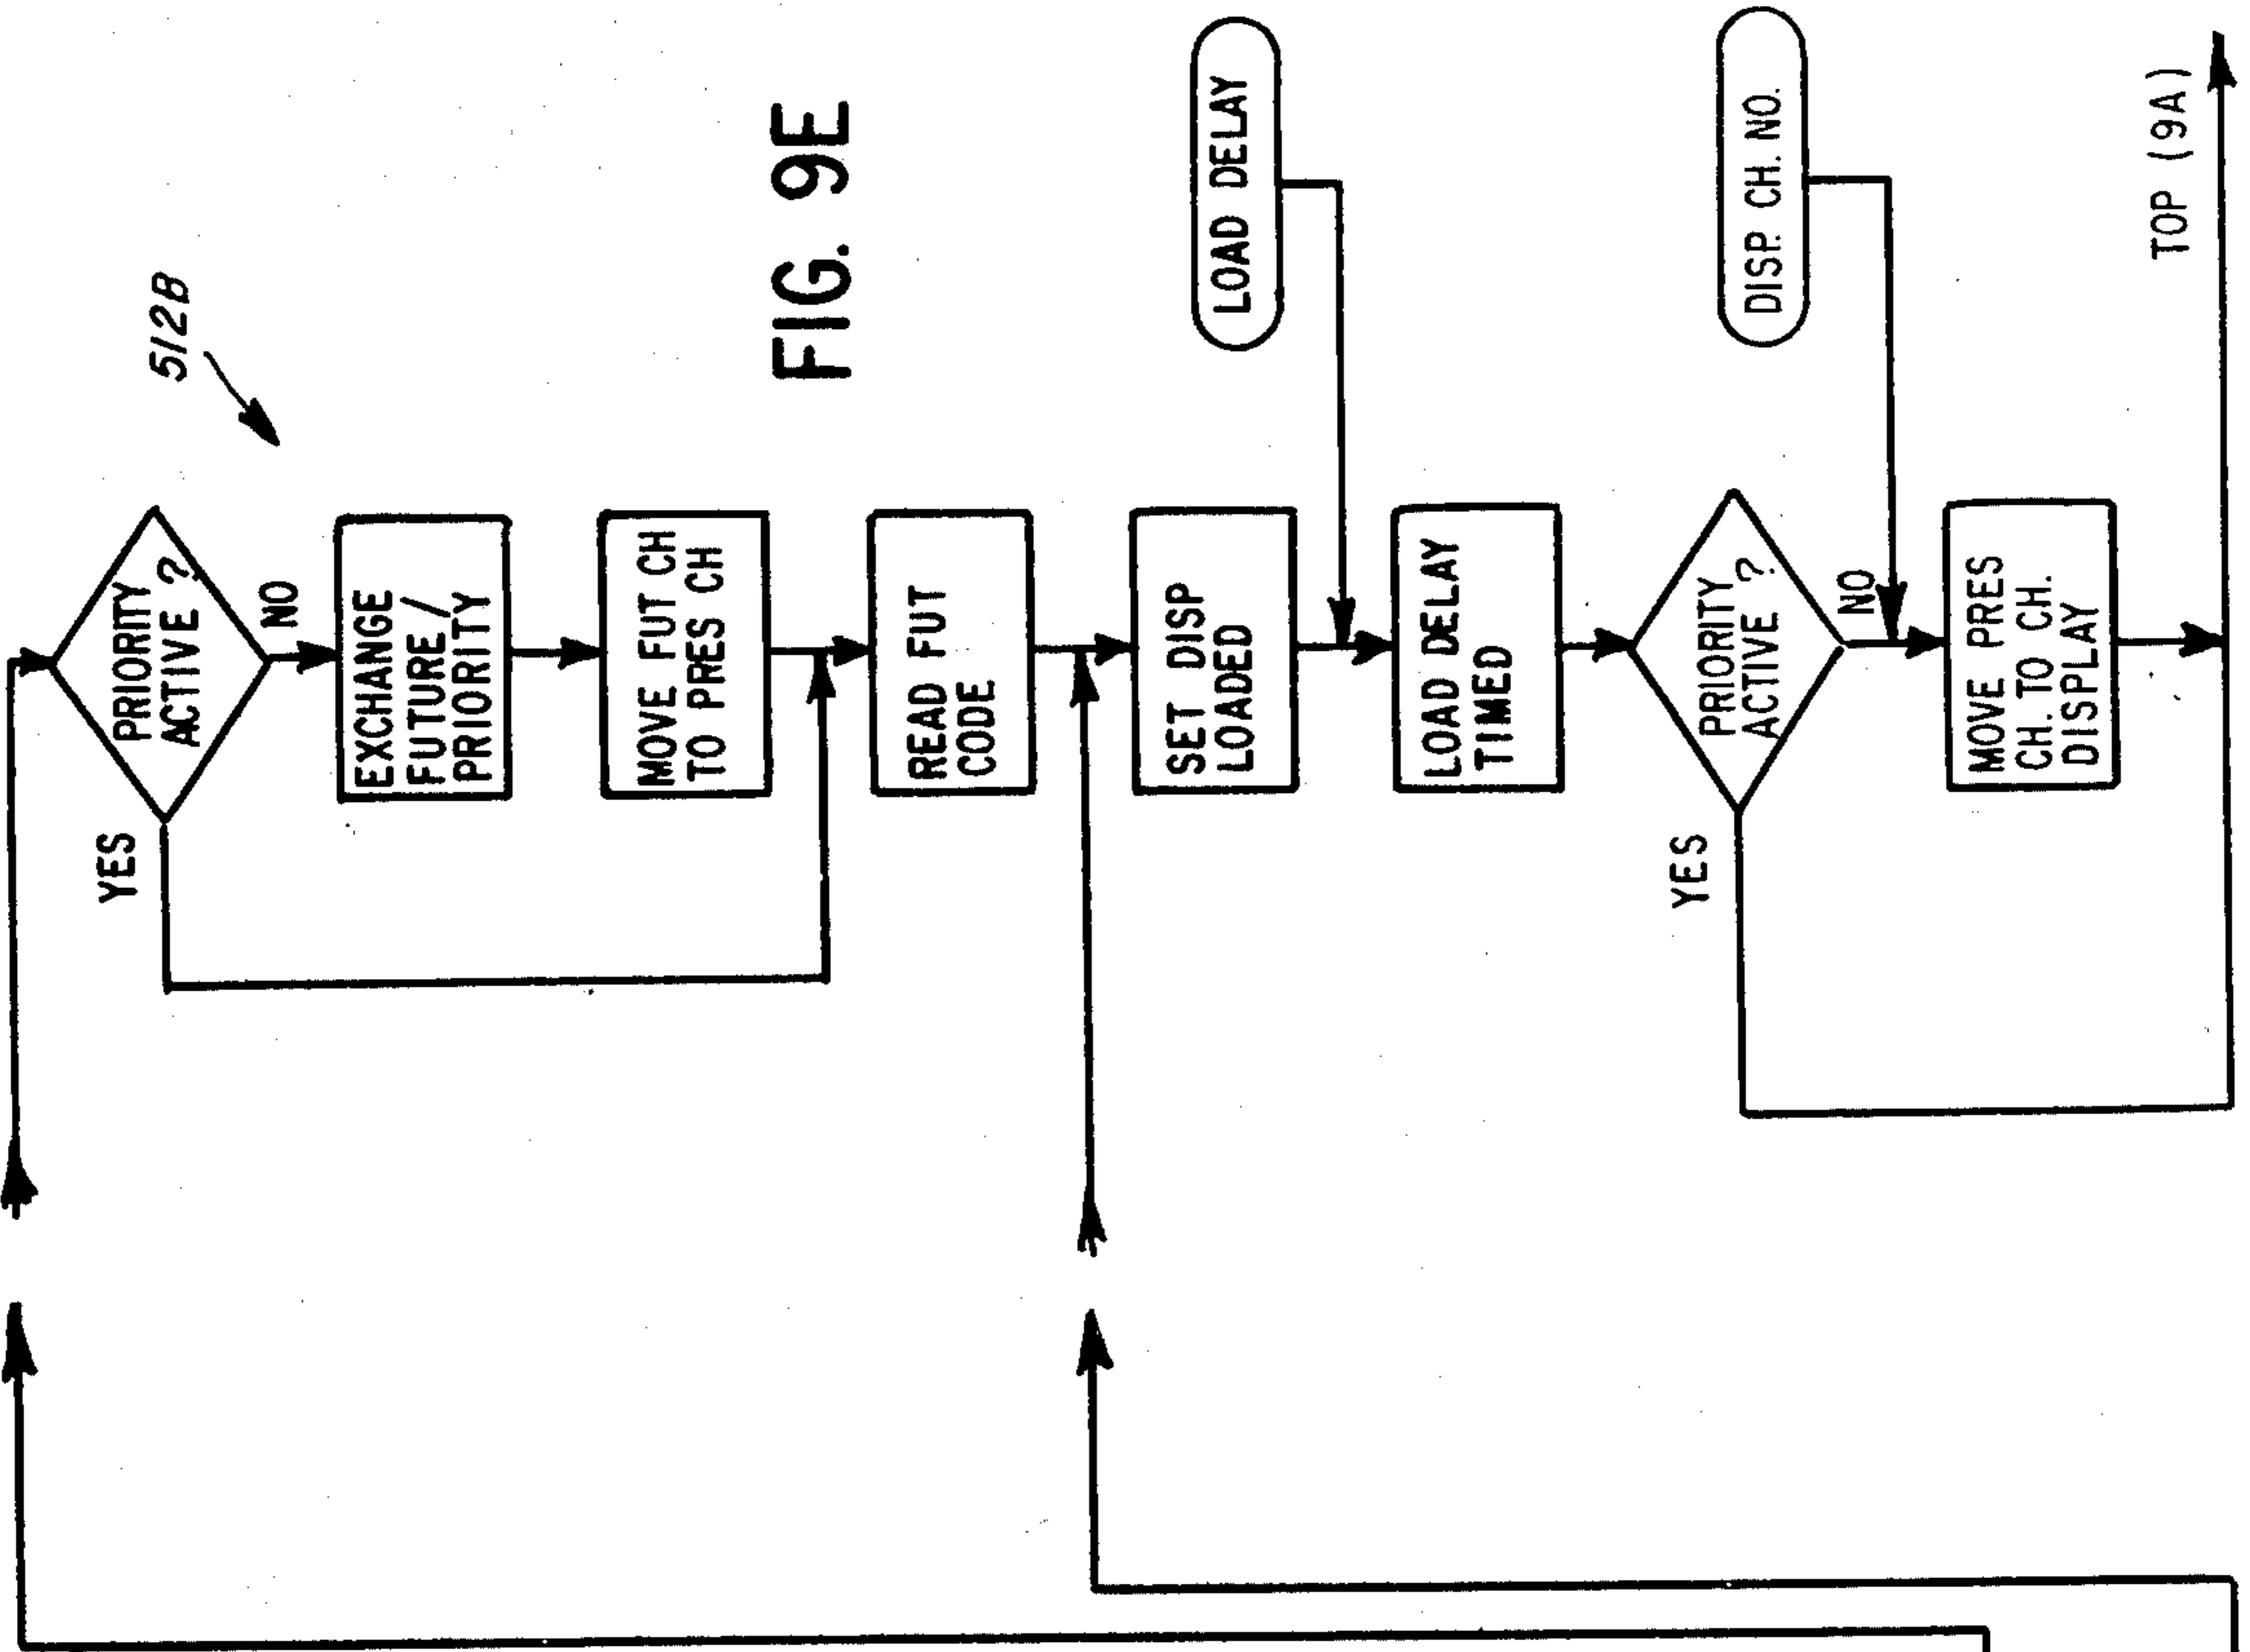 512B
PRIORITY
ACTIVE ?
YES
NO
EXCHANGE
FUTURE /
PRIORITY
MOVE FUT CH
TO PRES CH
FIG. 9E
READ FUT
CODE
SET DISP
LOADED
LOAD DELAY
LOAD DELAY
TIMED
PRIORITY
ACTIVE ?
YES
NO
DISP. CH. NO.
MOVE PRES
CH. TO CH.
DISPLAY
TOP (9A)